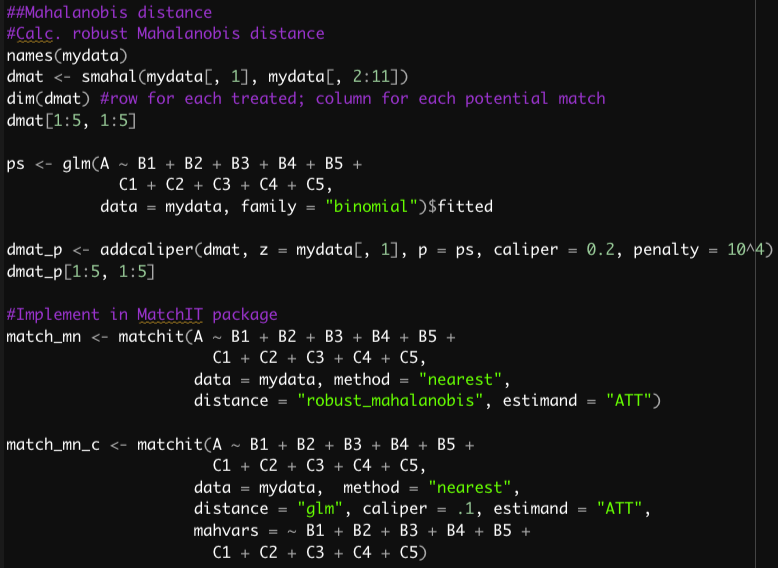 ##Mahalanobis distance
#Calc. robust Mahalanobis distance
names(mydata)
dmat <- smahal(mydata[, 1], mydata[, 2:11])
dim(dmat) #row for each treated; column for each potential match
dmat[1:5, 1:5]

ps <- glm(A ~ B1 + B2 + B3 + B4 + B5 +
            C1 + C2 + C3 + C4 + C5,
          data = mydata, family = "binomial")$fitted

dmat_p <- addcaliper(dmat, z = mydata[, 1], p = ps, caliper = 0.2, penalty = 10^4)
dmat_p[1:5, 1:5]

#Implement in MatchIT package
match_mn <- matchit(A ~ B1 + B2 + B3 + B4 + B5 +
                      C1 + C2 + C3 + C4 + C5,
                    data = mydata, method = "nearest",
                    distance = "robust_mahalanobis", estimand = "ATT")

match_mn_c <- matchit(A ~ B1 + B2 + B3 + B4 + B5 +
                      C1 + C2 + C3 + C4 + C5,
                    data = mydata,  method = "nearest",
                    distance = "glm", caliper = .1, estimand = "ATT",
                    mahvars = ~ B1 + B2 + B3 + B4 + B5 +
                      C1 + C2 + C3 + C4 + C5)